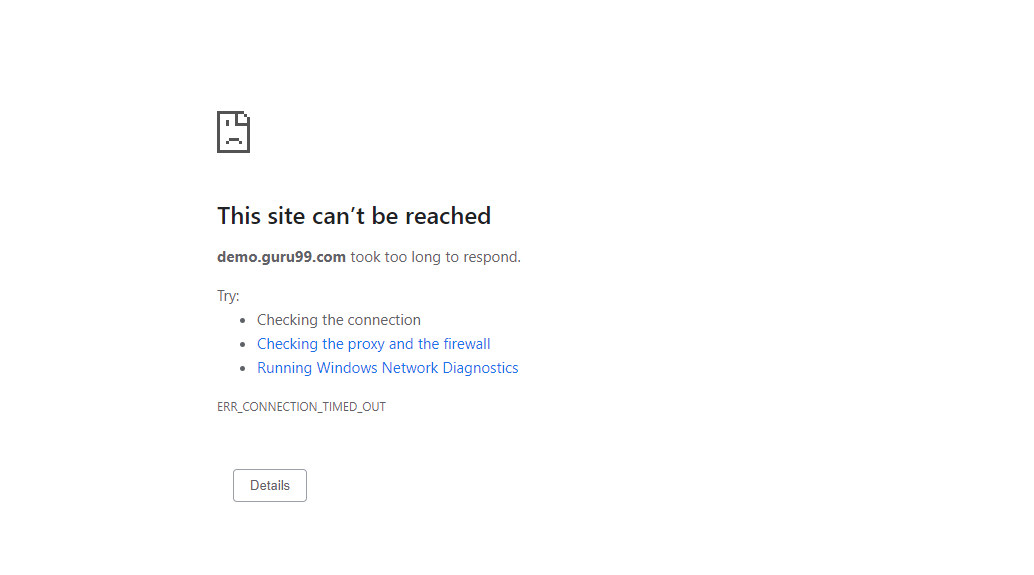 This site can’t be reached
demo.guru99.com took too long to respond.
Try:
Checking the connection
Checking the proxy and the firewall
Running Windows Network Diagnostics
ERR_CONNECTION_TIMED_OUT
Details